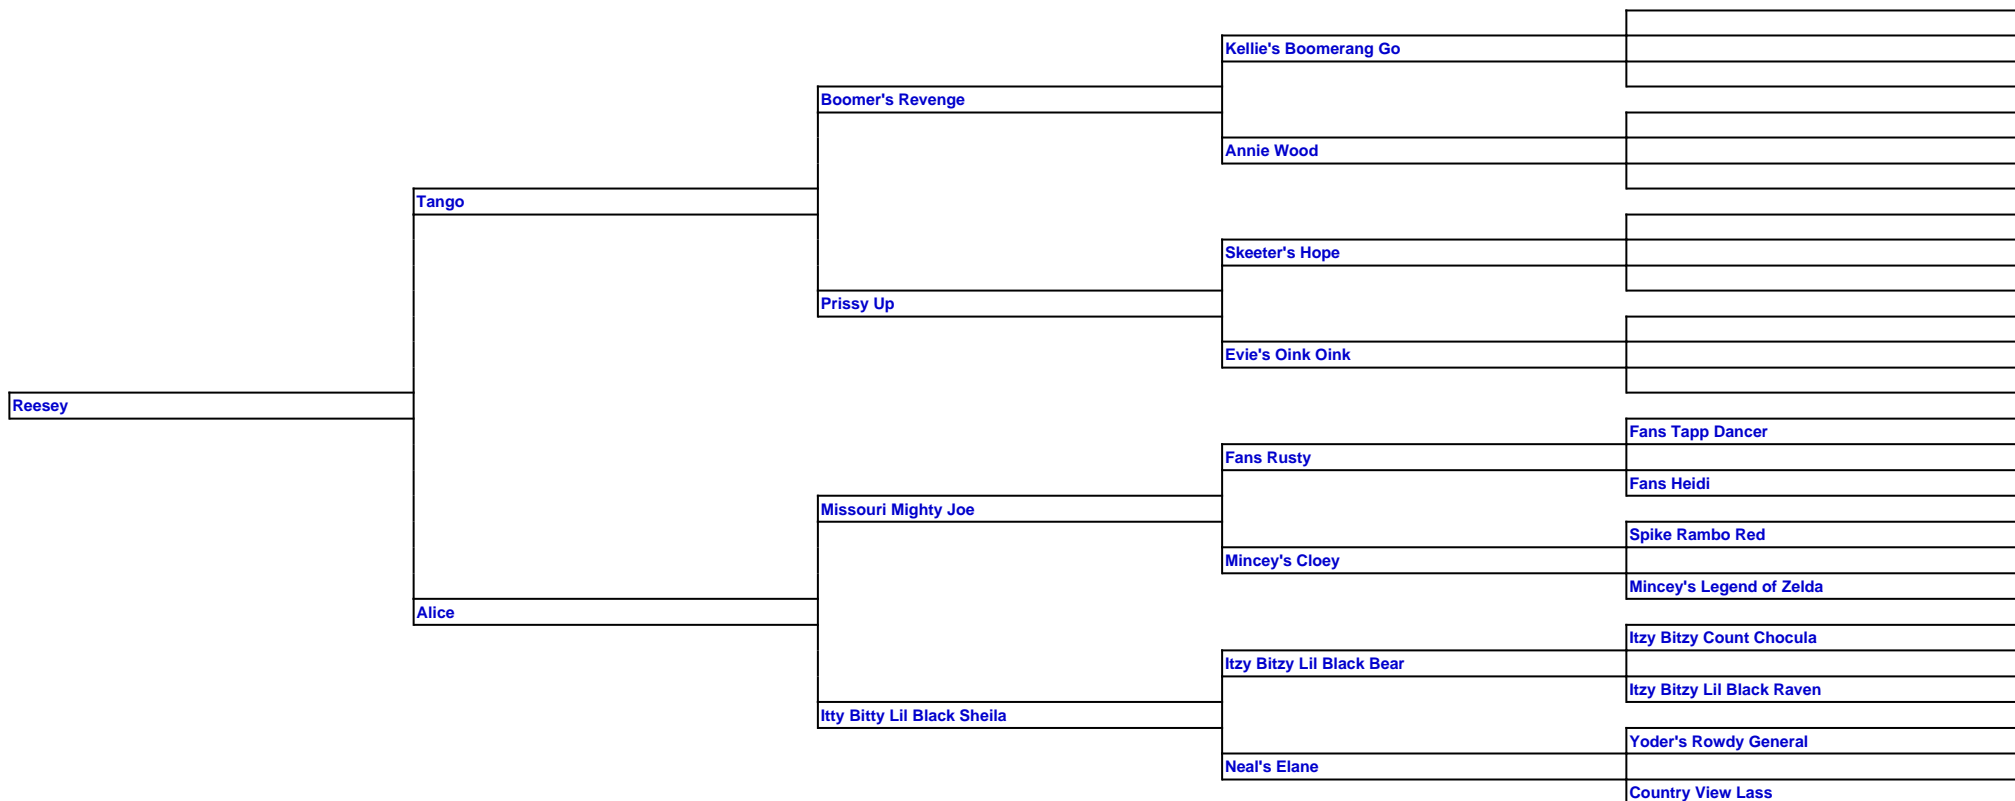 Kellie's Boomerang Go
Boomer's Revenge
Annie Wood
Tango
Skeeter's Hope
Prissy Up
Evie's Oink Oink
Reesey
Fans Tapp Dancer
Fans Rusty
Fans Heidi
Missouri Mighty Joe
Spike Rambo Red
Mincey's Cloey
Mincey's Legend of Zelda
Alice
Itzy Bitzy Count Chocula
Itzy Bitzy Lil Black Bear
Itzy Bitzy Lil Black Raven
Itty Bitty Lil Black Sheila
Yoder's Rowdy General
Neal's Elane
Country View Lass